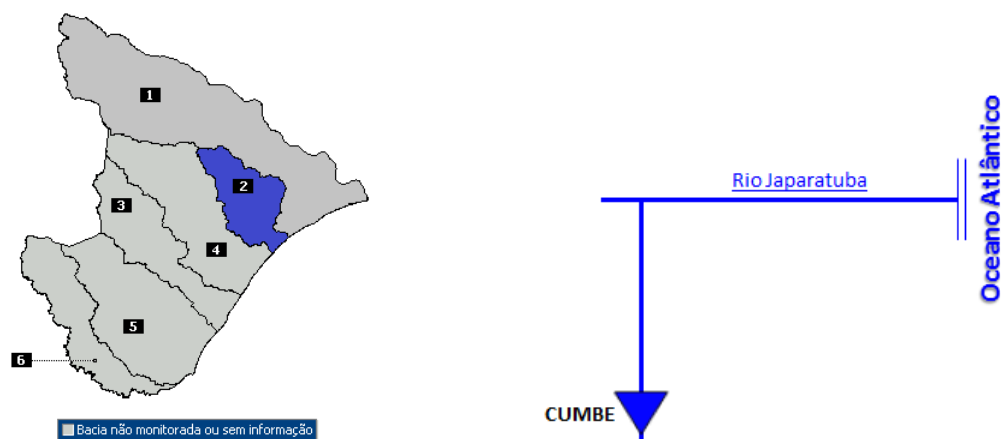 1
2
3
4
5
6
Bacia não monitorada ou sem informação
Rio Japaratuba
Oceano Atlântico
CUMBE